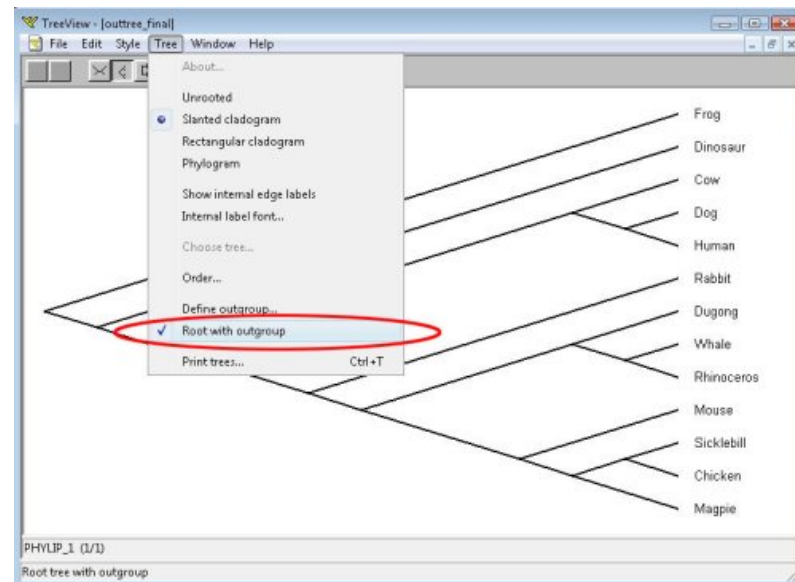 TreeView - [outtree_final]
File Edit Style Tree Window Help
About...
Unrooted
Slanted cladogram
Rectangular cladogram
Phylogram
Show internal edge labels
Internal label font...
Choose tree...
Order...
Define outgroup...
Root with outgroup
Print trees... Ctrl+T
Frog
Dinosaur
Cow
Dog
Human
Rabbit
Dugong
Whale
Rhinoceros
Mouse
Sicklebill
Chicken
Magpie
PHYLIP_1 (1/1)
Root tree with outgroup